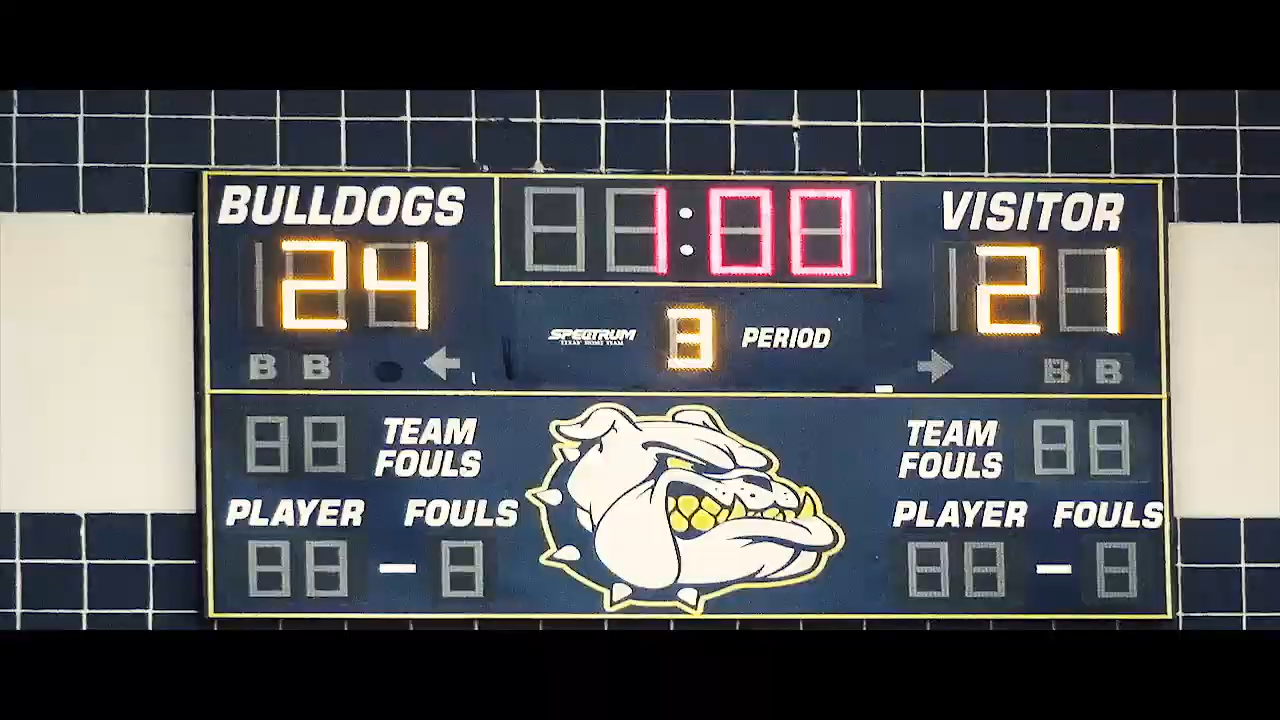 BULLDOGS
1:00
VISITOR
24
21
SPECTRUM
3
PERIOD
B B
B B
TEAM
FOULS
TEAM
FOULS
PLAYER FOULS
PLAYER FOULS